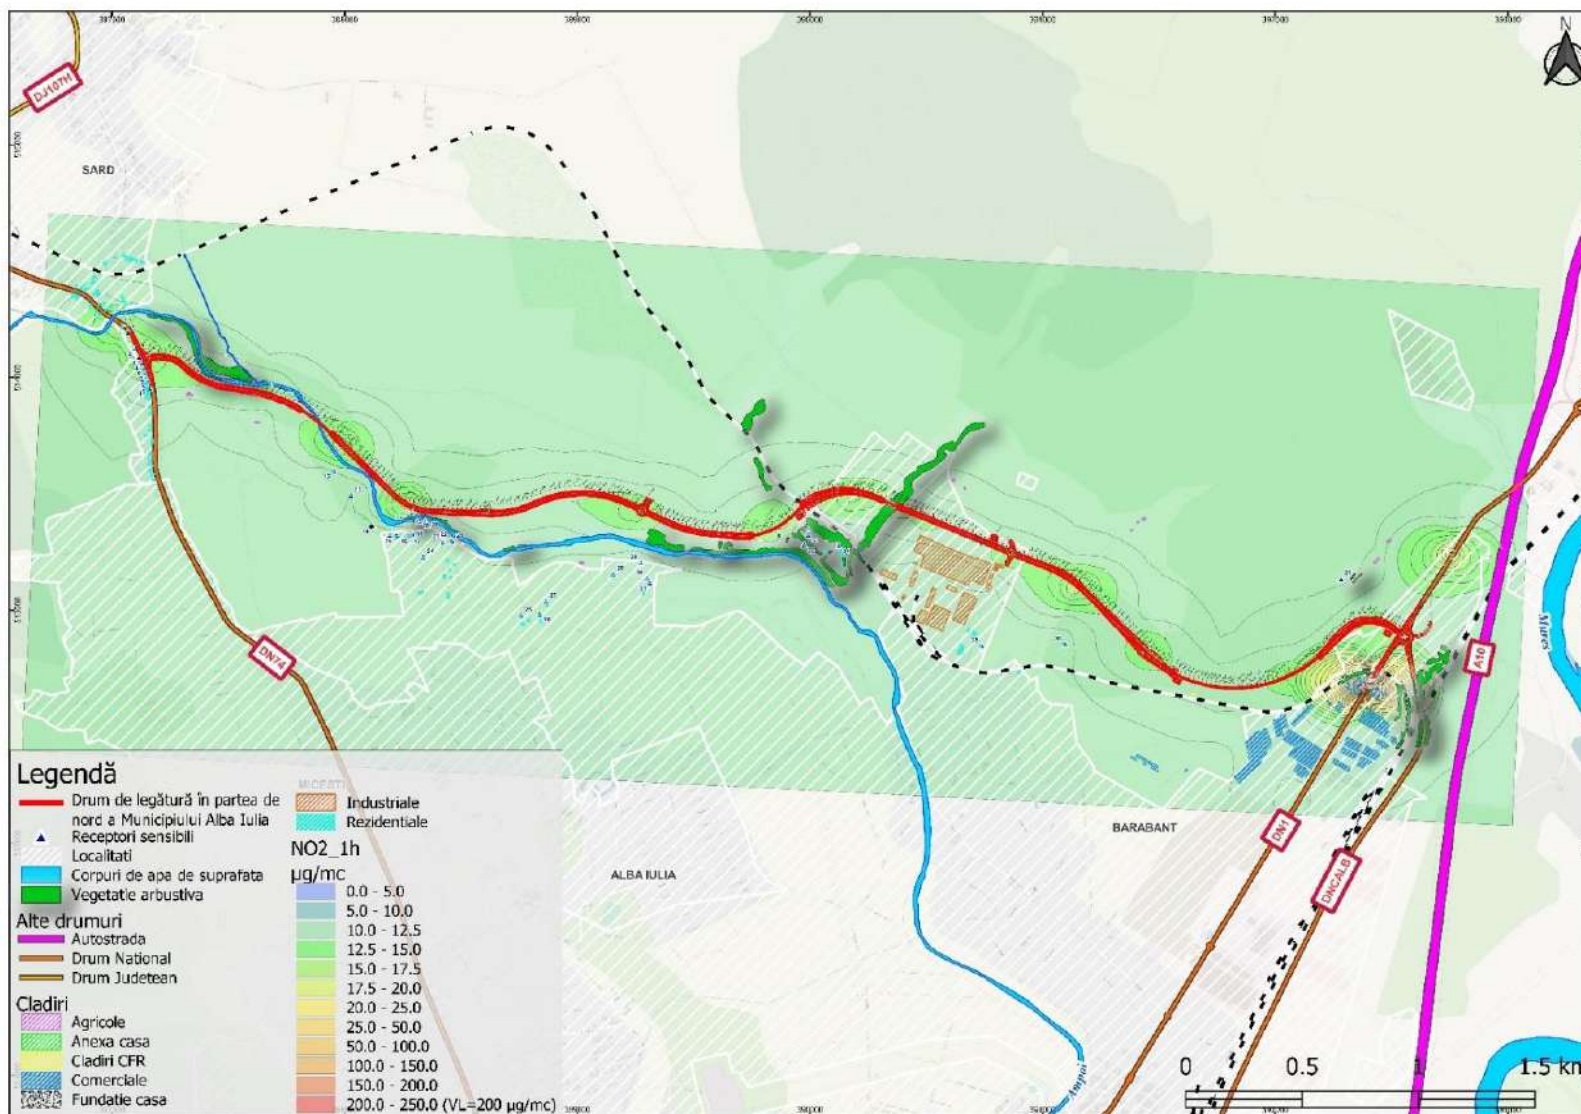 N
DJ107H
SARD
DN74
A10
Mures
MICESTI
BARABANT
ALBA IULIA
DN1
DNCALB
Ampoi
0 0.5 1 1.5 km
Legendă
Drum de legătură în partea de
nord a Municipiului Alba Iulia
Receptori sensibili
Localitati
Corpuri de apa de suprafata
Vegetatie arbustiva
Alte drumuri
Autostrada
Drum National
Drum Judetean
Cladiri
Agricole
Anexa casa
Cladiri CFR
Comerciale
Fundatie casa
Industriale
Rezidentiale
NO2_1h
µg/mc
0.0 - 5.0
5.0 - 10.0
10.0 - 12.5
12.5 - 15.0
15.0 - 17.5
17.5 - 20.0
20.0 - 25.0
25.0 - 50.0
50.0 - 100.0
100.0 - 150.0
150.0 - 200.0
200.0 - 250.0 (VL=200 µg/mc)